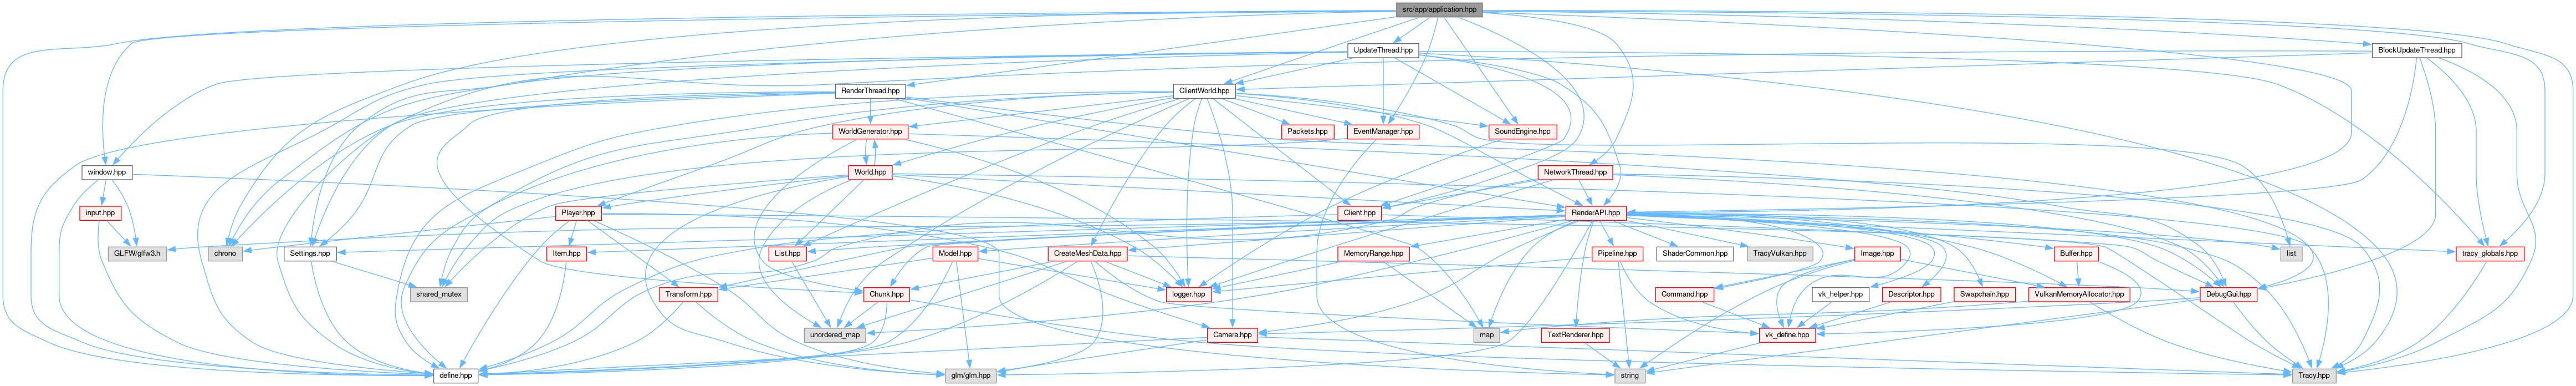 src/app/application.hpp
UpdateThread.hpp
BlockUpdateThread.hpp
RenderThread.hpp
ClientWorld.hpp
WorldGenerator.hpp
Packets.hpp
EventManager.hpp
SoundEngine.hpp
window.hpp
World.hpp
NetworkThread.hpp
input.hpp
Player.hpp
Client.hpp
RenderAPI.hpp
GLFW/glfw3.h
chrono
Settings.hpp
Item.hpp
List.hpp
Model.hpp
CreateMeshData.hpp
MemoryRange.hpp
Pipeline.hpp
ShaderCommon.hpp
TracyVulkan.hpp
Image.hpp
Buffer.hpp
list
tracy_globals.hpp
shared_mutex
Transform.hpp
Chunk.hpp
logger.hpp
Command.hpp
vk_helper.hpp
Descriptor.hpp
Swapchain.hpp
VulkanMemoryAllocator.hpp
DebugGui.hpp
unordered_map
Camera.hpp
map
TextRenderer.hpp
vk_define.hpp
define.hpp
glm/glm.hpp
string
Tracy.hpp